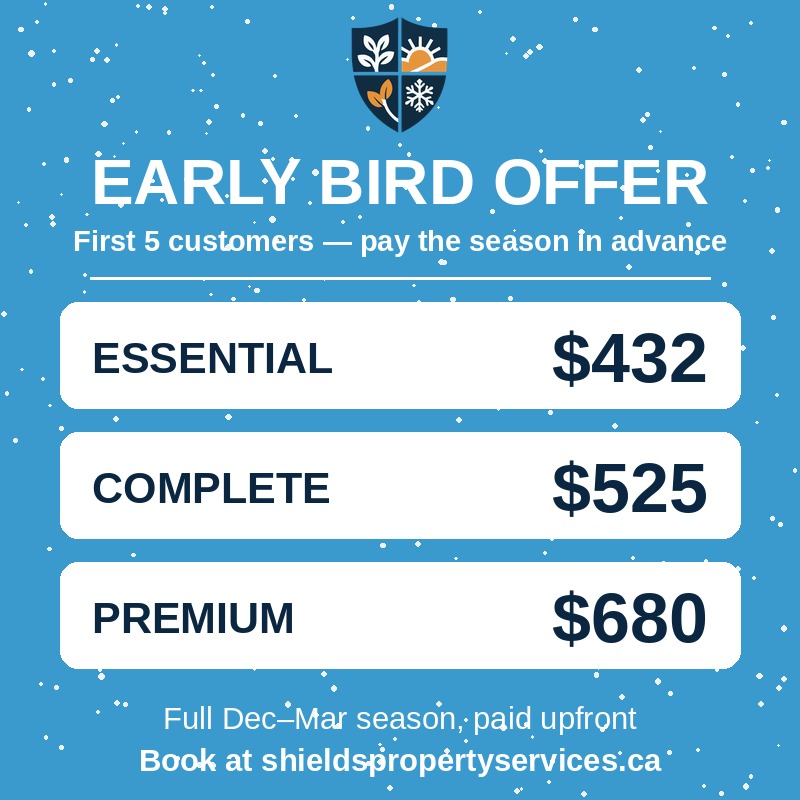 EARLY BIRD OFFER
First 5 customers — pay the season in advance
ESSENTIAL $432
COMPLETE $525
PREMIUM $680
Full Dec–Mar season, paid upfront
Book at shieldspropertyservices.ca